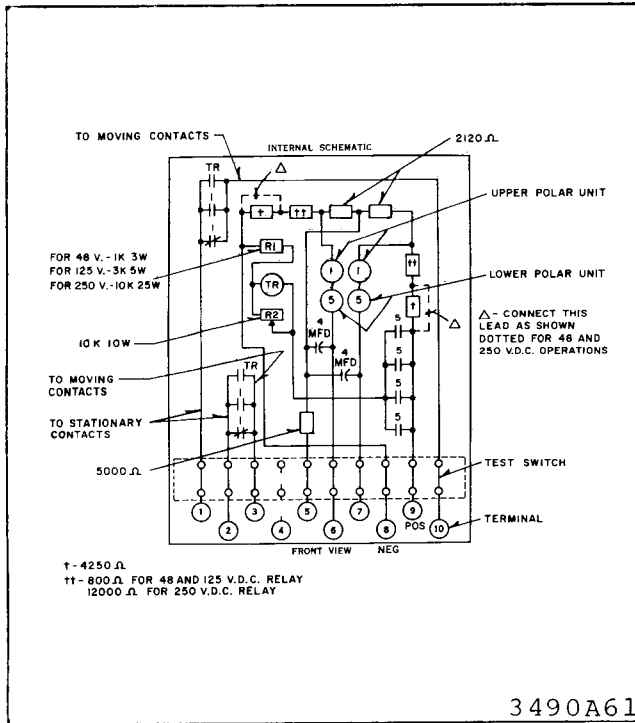 TO MOVING CONTACTS
INTERNAL SCHEMATIC
2120 Ω
TR
Δ
†
††
UPPER POLAR UNIT
FOR 48 V.-1K 3W
FOR 125 V.-3K 5W
FOR 250 V.-10K 25W
R1
1
1
††
TR
LOWER POLAR UNIT
5
5
†
R2
10K 10W
4
MFD
4
MFD
5
5
5
5
Δ
Δ- CONNECT THIS
LEAD AS SHOWN
DOTTED FOR 48 AND
250 V.D.C. OPERATIONS
TR
TO MOVING
CONTACTS
TO STATIONARY
CONTACTS
5000 Ω
TEST SWITCH
1
2
3
4
5
6
7
8
9
10
POS
TERMINAL
FRONT VIEW
NEG
†-4250 Ω
††-800 Ω FOR 48 AND 125 V.D.C. RELAY
12000 Ω FOR 250 V.D.C. RELAY
3490A61